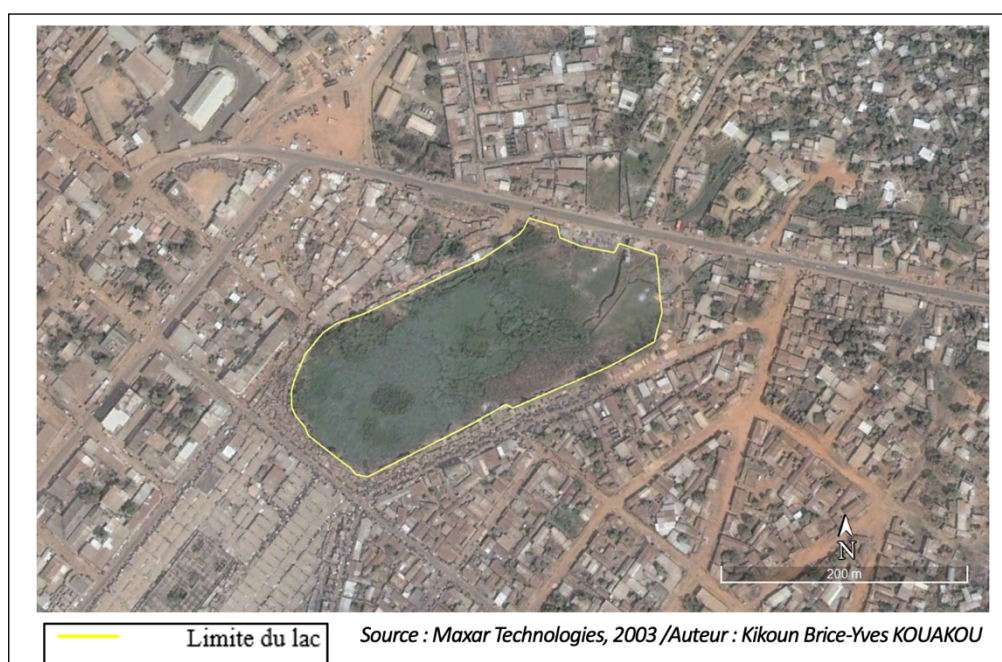 N
200 m
Limite du lac
Source : Maxar Technologies, 2003 /Auteur : Kikoun Brice-Yves KOUAKOU